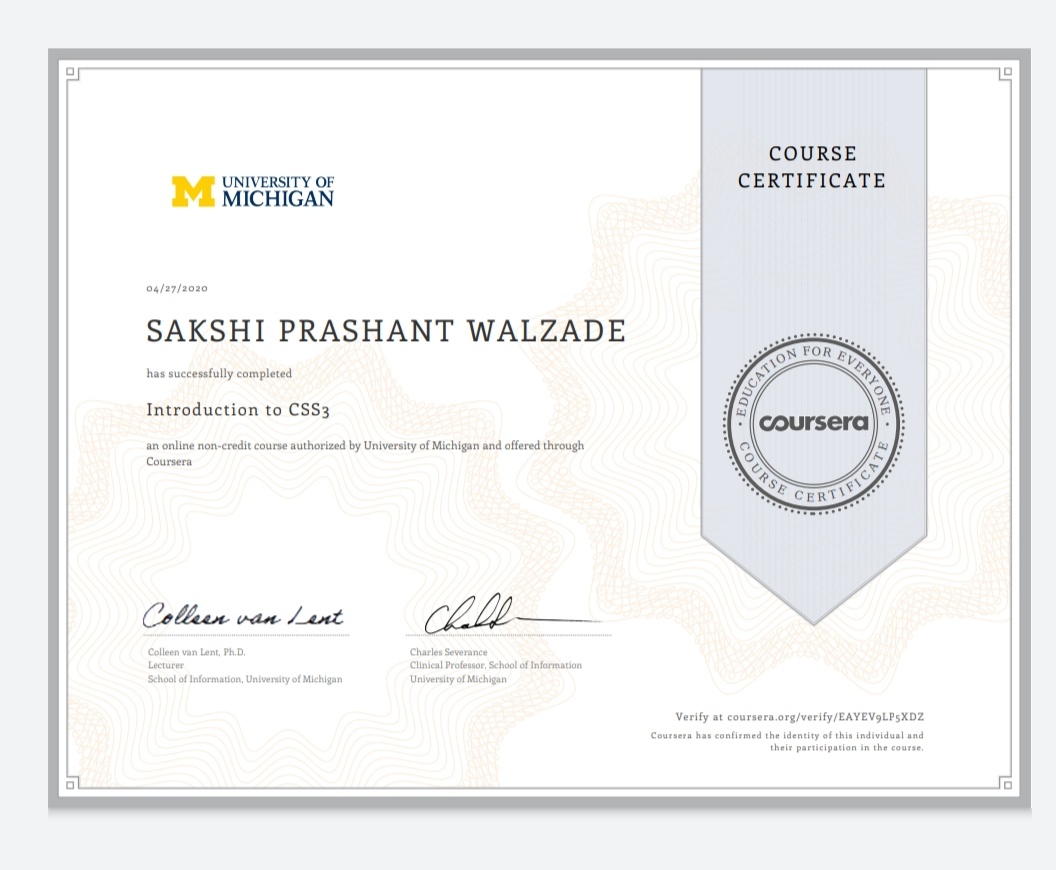 COURSE
CERTIFICATE
UNIVERSITY OF
MICHIGAN
04/27/2020
SAKSHI PRASHANT WALZADE
has successfully completed
Introduction to CSS3
an online non-credit course authorized by University of Michigan and offered through
Coursera
EDUCATION FOR EVERYONE
coursera
COURSE CERTIFICATE
Colleen van Lent
Colleen van Lent, Ph.D.
Lecturer
School of Information, University of Michigan
Charles Severance
Clinical Professor, School of Information
University of Michigan
Verify at coursera.org/verify/EAYEV9LP5XDZ
Coursera has confirmed the identity of this individual and
their participation in the course.